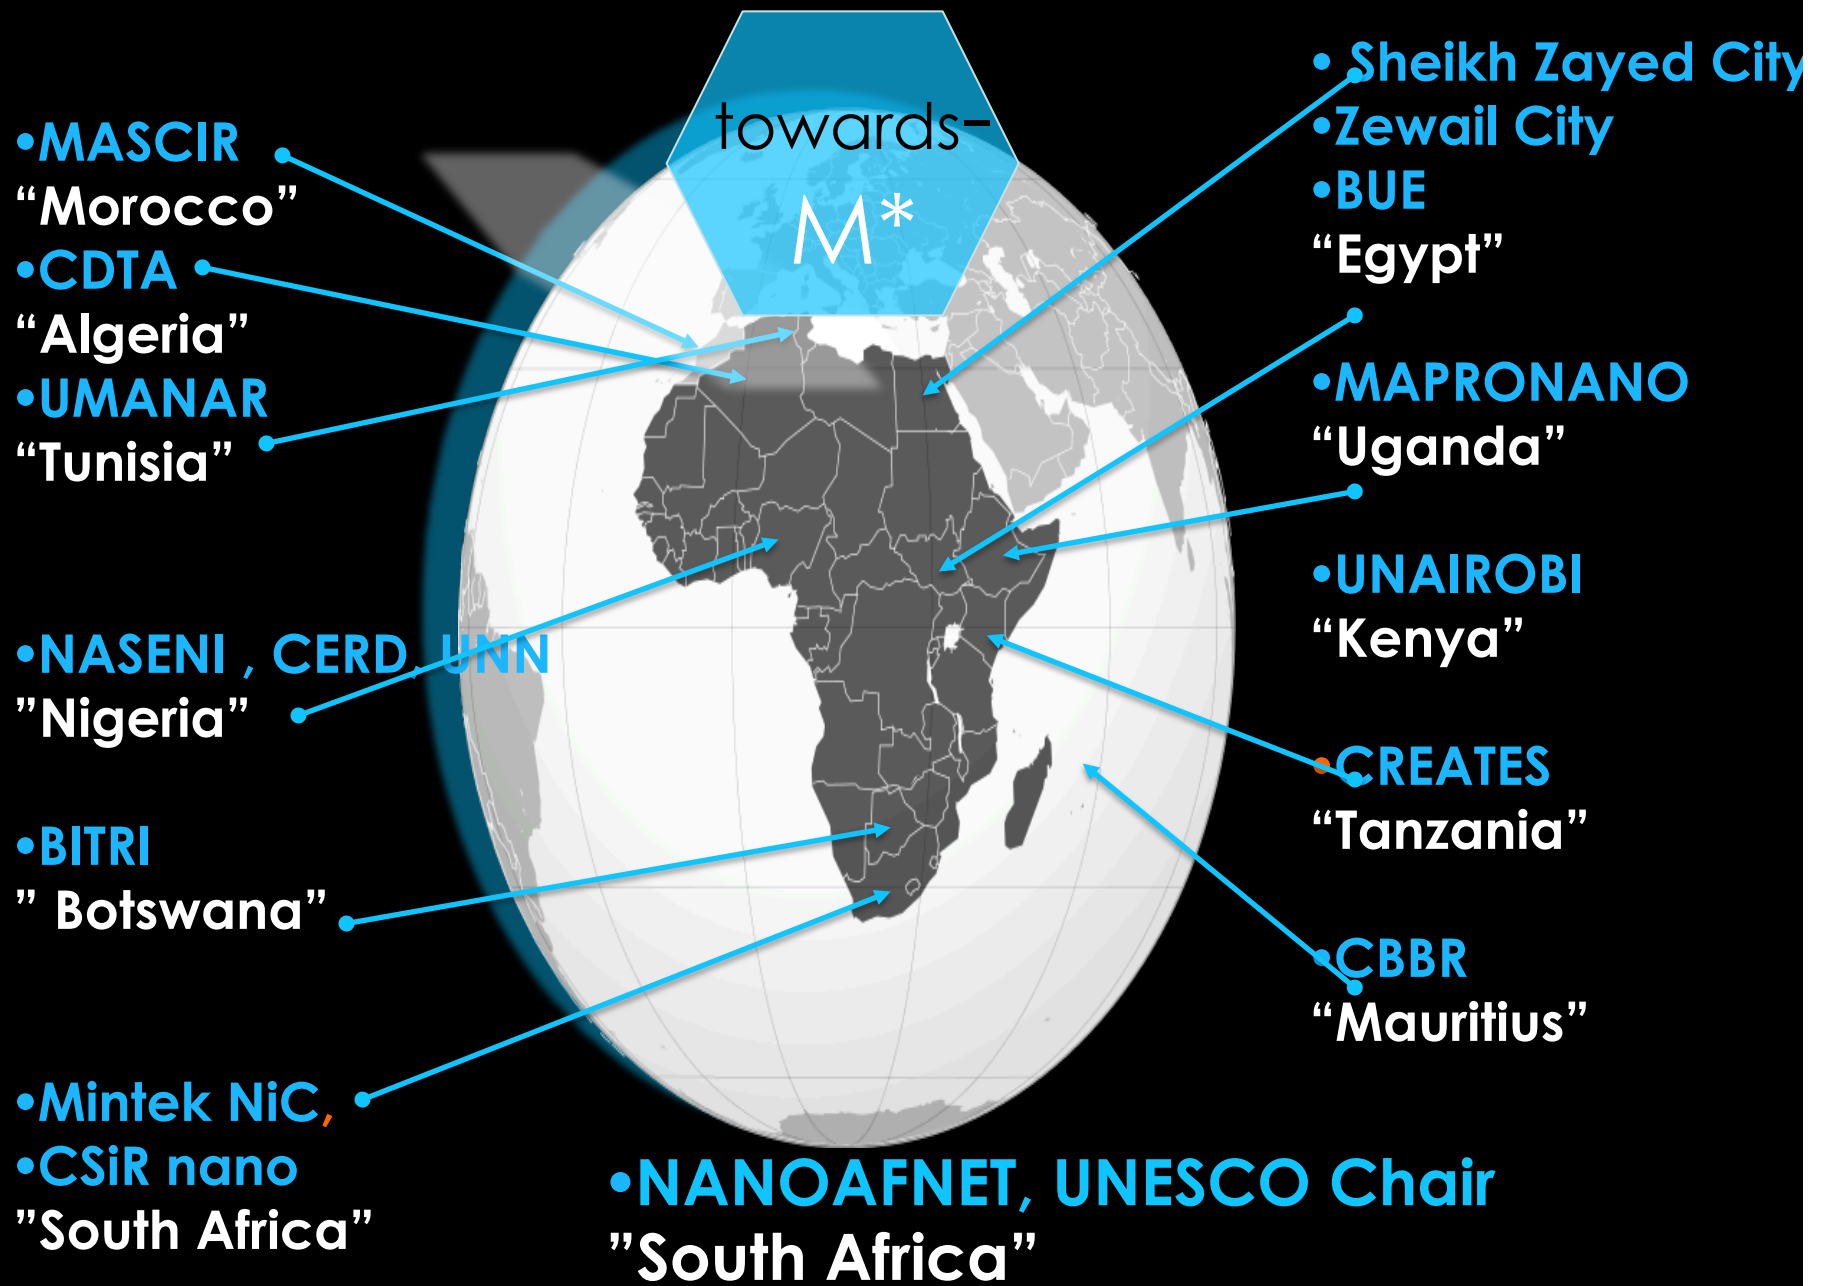 towards-
M*
•MASCIR
“Morocco”
•CDTA
“Algeria”
•UMANAR
“Tunisia”
•NASENI , CERD, UNN
”Nigeria”
•BITRI
” Botswana”
•Mintek NiC,
•CSiR nano
”South Africa”
• Sheikh Zayed City
•Zewail City
•BUE
“Egypt”
•MAPRONANO
“Uganda”
•UNAIROBI
“Kenya”
•CREATES
“Tanzania”
•CBBR
“Mauritius”
•NANOAFNET, UNESCO Chair
”South Africa”